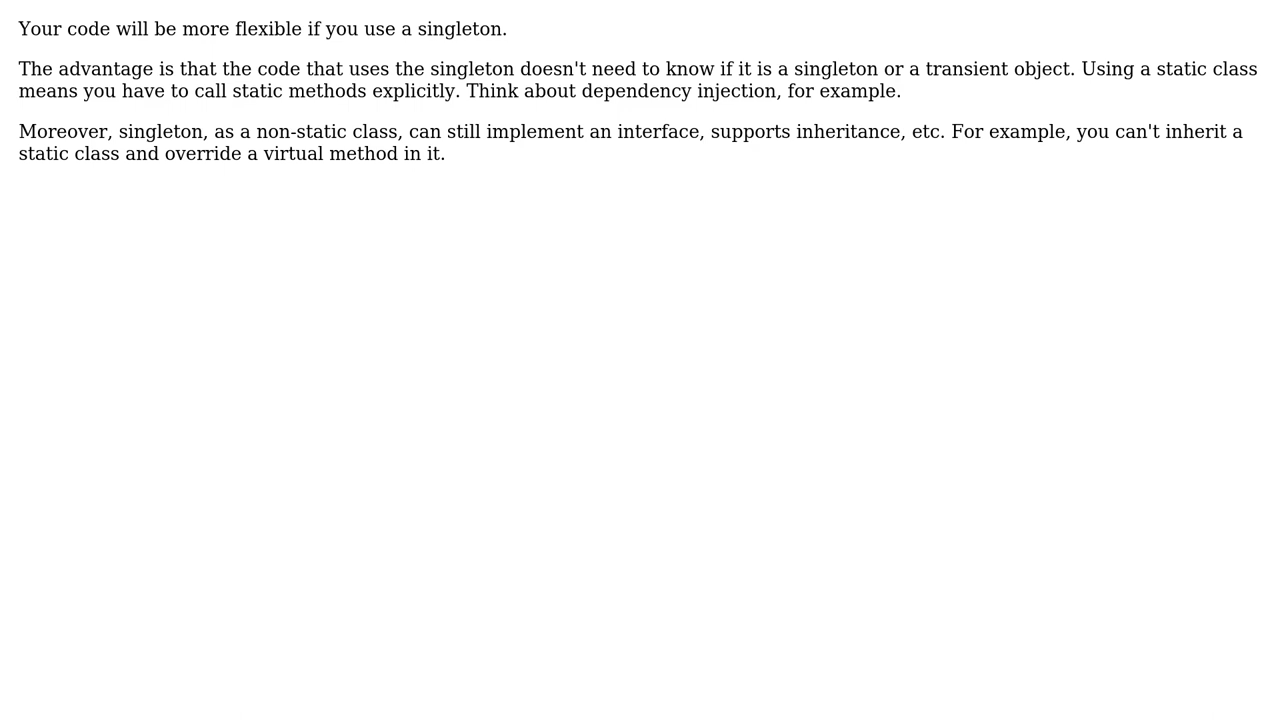 Your code will be more flexible if you use a singleton.
The advantage is that the code that uses the singleton doesn't need to know if it is a singleton or a transient object. Using a static class
means you have to call static methods explicitly. Think about dependency injection, for example.
Moreover, singleton, as a non-static class, can still implement an interface, supports inheritance, etc. For example, you can't inherit a
static class and override a virtual method in it.